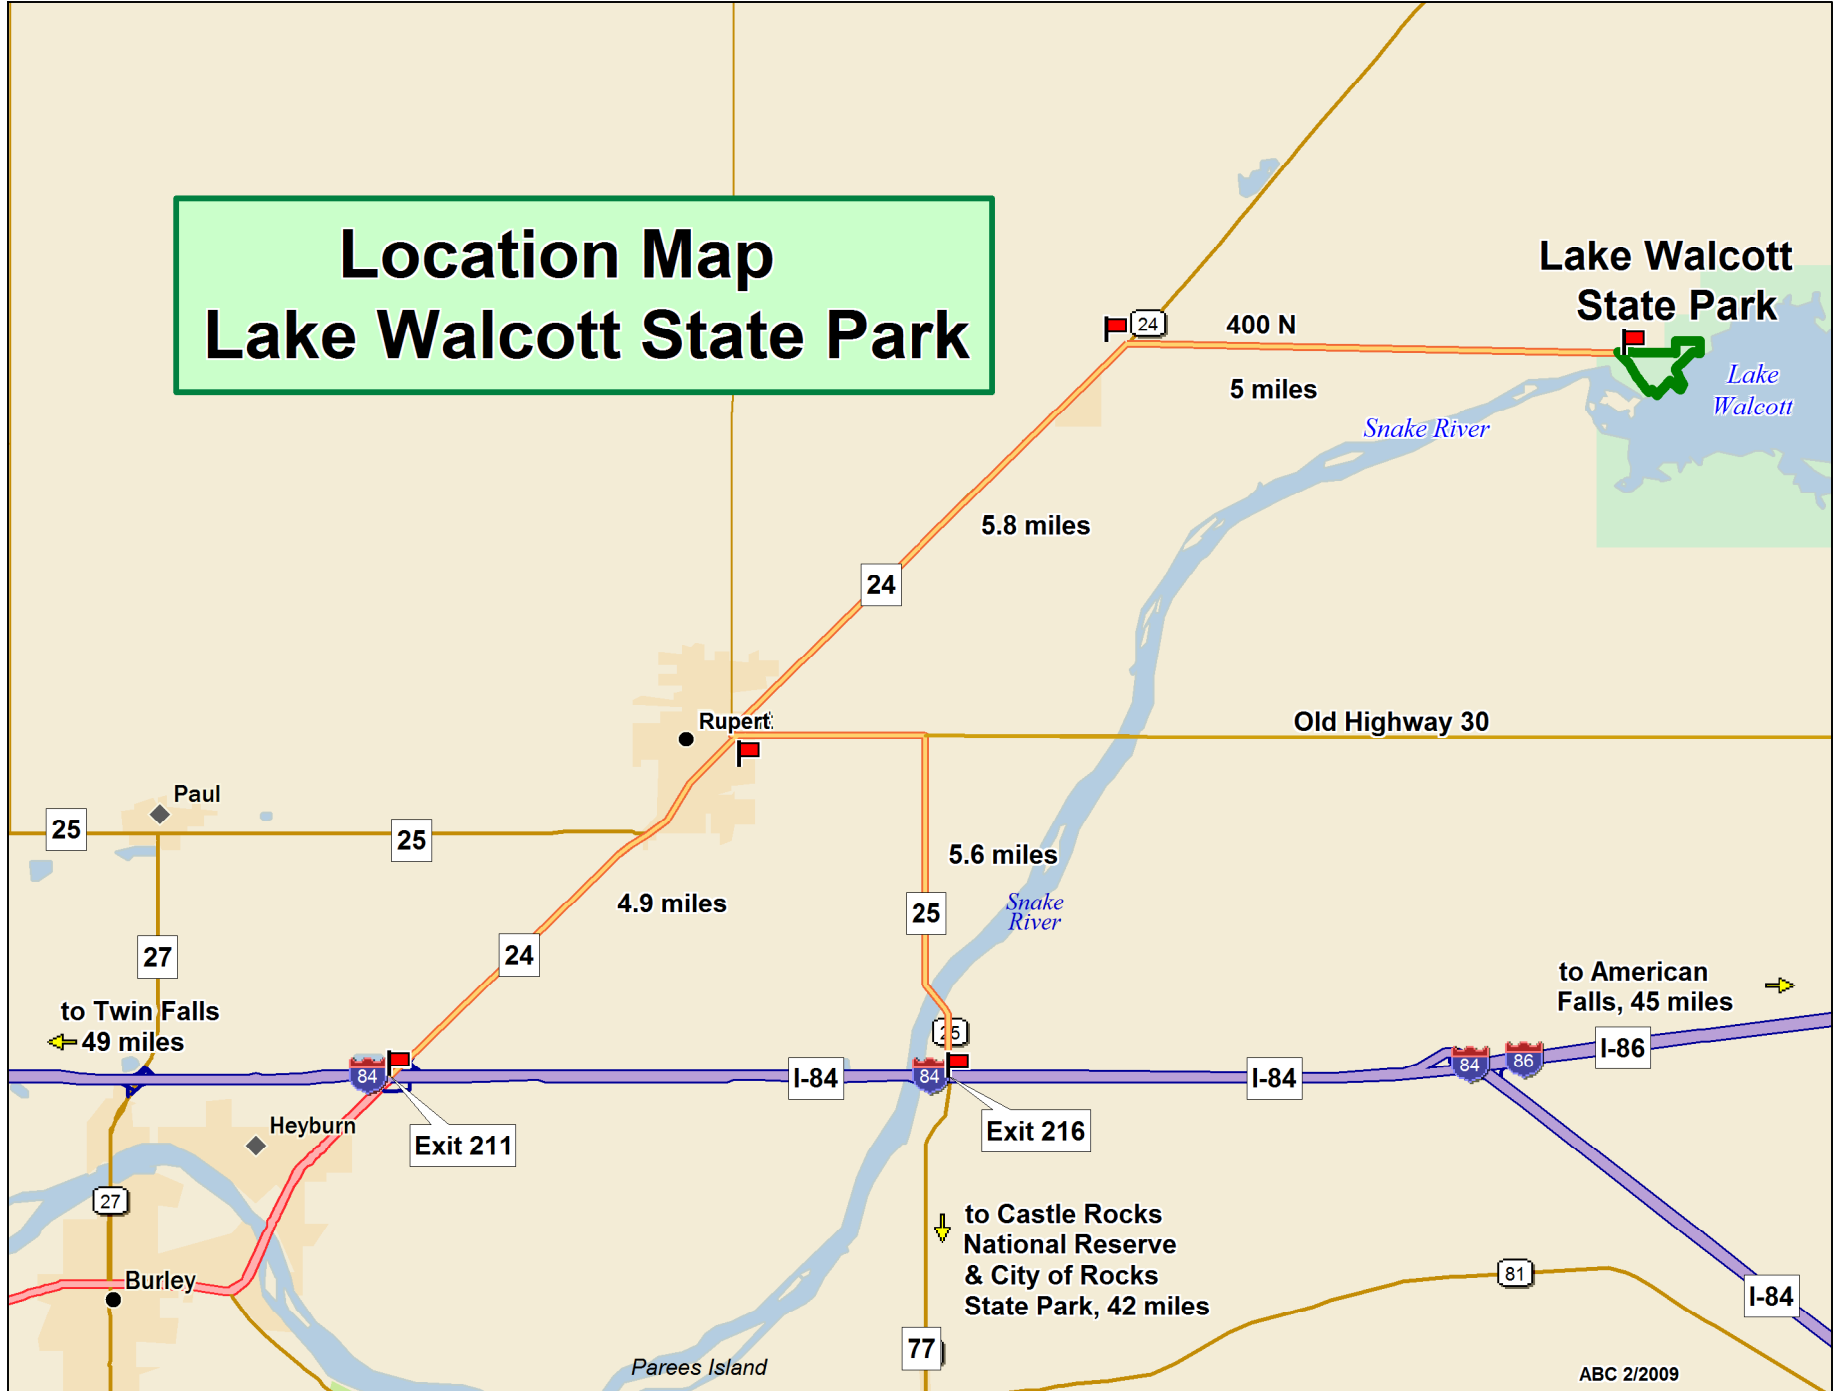 Location Map
Lake Walcott State Park
Lake Walcott
State Park
24
400 N
5 miles
Lake
Walcott
Snake River
5.8 miles
24
Rupert
Old Highway 30
Paul
25
25
5.6 miles
4.9 miles
25
Snake
River
24
27
to American
Falls, 45 miles
to Twin Falls
49 miles
25
84
I-84
84
I-84
84
86
I-86
Exit 211
Exit 216
Heyburn
27
to Castle Rocks
National Reserve
& City of Rocks
State Park, 42 miles
Burley
81
I-84
77
Parees Island
ABC 2/2009